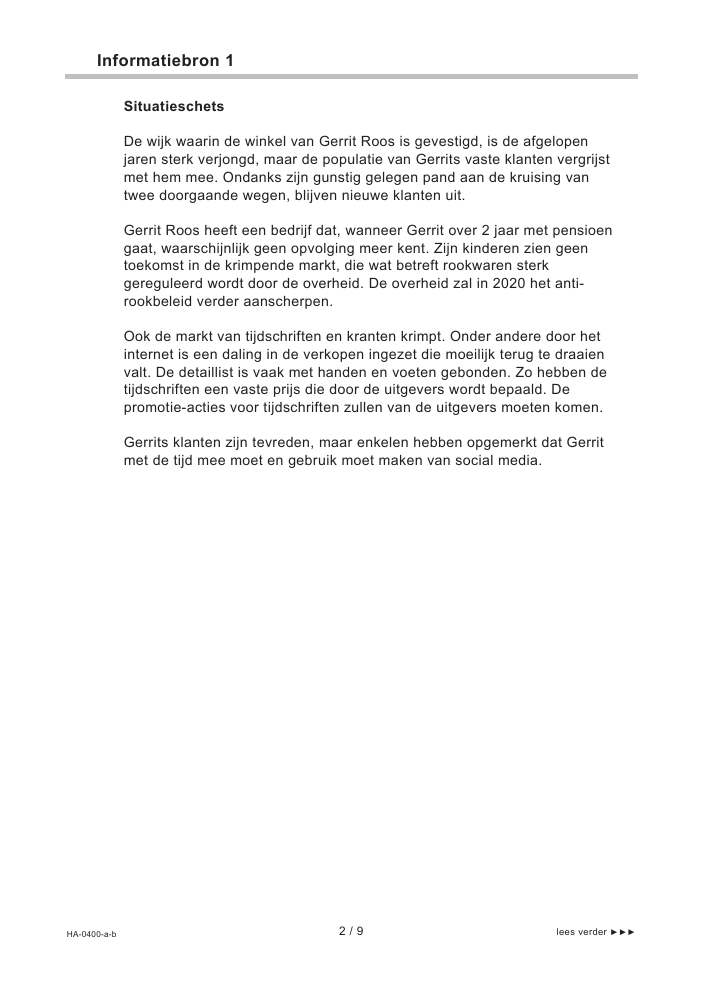 Informatiebron 1
Situatieschets
De wijk waarin de winkel van Gerrit Roos is gevestigd, is de afgelopen
jaren sterk verjongd, maar de populatie van Gerrits vaste klanten vergrijst
met hem mee. Ondanks zijn gunstig gelegen pand aan de kruising van
twee doorgaande wegen, blijven nieuwe klanten uit.
Gerrit Roos heeft een bedrijf dat, wanneer Gerrit over 2 jaar met pensioen
gaat, waarschijnlijk geen opvolging meer kent. Zijn kinderen zien geen
toekomst in de krimpende markt, die wat betreft rookwaren sterk
gereguleerd wordt door de overheid. De overheid zal in 2020 het anti-
rookbeleid verder aanscherpen.
Ook de markt van tijdschriften en kranten krimpt. Onder andere door het
internet is een daling in de verkopen ingezet die moeilijk terug te draaien
valt. De detaillist is vaak met handen en voeten gebonden. Zo hebben de
tijdschriften een vaste prijs die door de uitgevers wordt bepaald. De
promotie-acties voor tijdschriften zullen van de uitgevers moeten komen.
Gerrits klanten zijn tevreden, maar enkelen hebben opgemerkt dat Gerrit
met de tijd mee moet en gebruik moet maken van social media.
HA-0400-a-b
2 / 9
lees verder ►►►